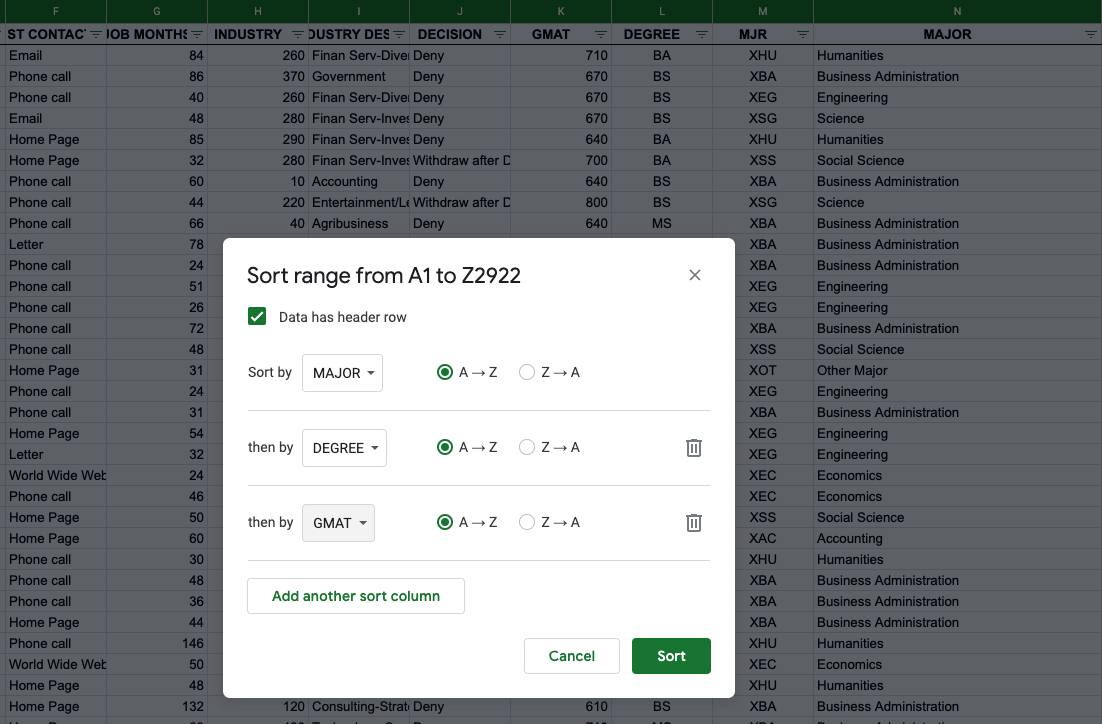 F G H I J K L M N
ST CONTAC JOB MONTHS INDUSTRY DUSTRY DES DECISION GMAT DEGREE MJR MAJOR
Email 84 260 Finan Serv-Diver Deny 710 BA XHU Humanities
Phone call 86 370 Government Deny 670 BS XBA Business Administration
Phone call 40 260 Finan Serv-Diver Deny 670 BS XEG Engineering
Email 48 280 Finan Serv-Inves Deny 670 BS XSG Science
Home Page 85 290 Finan Serv-Inves Deny 640 BA XHU Humanities
Home Page 32 280 Finan Serv-Inves Withdraw after D 700 BA XSS Social Science
Phone call 60 10 Accounting Deny 640 BS XBA Business Administration
Phone call 44 220 Entertainment/Le Withdraw after D 800 BS XSG Science
Phone call 66 40 Agribusiness Deny 640 MS XBA Business Administration
Letter 78 XBA Business Administration
Phone call 24 XBA Business Administration
Phone call 51 XEG Engineering
Phone call 26 XEG Engineering
Phone call 72 XBA Business Administration
Phone call 48 XSS Social Science
Home Page 31 XOT Other Major
Phone call 24 XEG Engineering
Phone call 31 XBA Business Administration
Home Page 54 XEG Engineering
Letter 32 XEG Engineering
World Wide Web 24 XEC Economics
Phone call 46 XEC Economics
Home Page 50 XSS Social Science
Home Page 60 XAC Accounting
Phone call 30 XHU Humanities
Phone call 48 XBA Business Administration
Phone call 36 XBA Business Administration
Home Page 44 XBA Business Administration
Phone call 146 XHU Humanities
World Wide Web 50 XEC Economics
Home Page 48 XHU Humanities
Home Page 132 120 Consulting-Strate Deny 610 BS XBA Business Administration
Sort range from A1 to Z2922
Data has header row
Sort by MAJOR A → Z Z → A
then by DEGREE A → Z Z → A
then by GMAT A → Z Z → A
Add another sort column
Cancel Sort